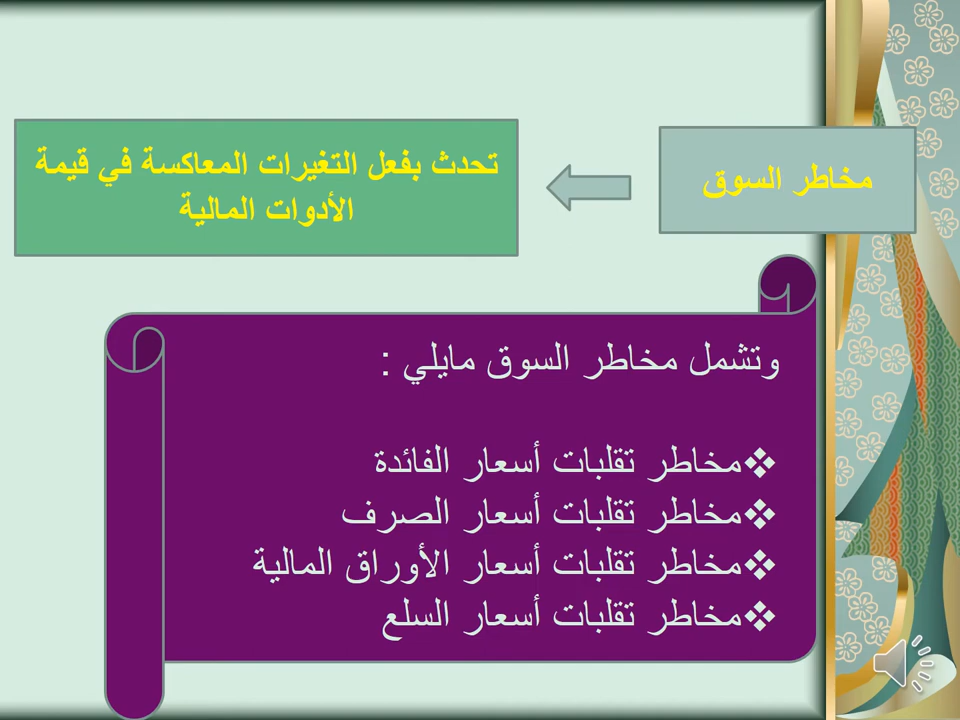 مخاطر السوق
تحدث بفعل التغيرات المعاكسة في قيمة
الأدوات المالية
وتشمل مخاطر السوق مايلي :
❖مخاطر تقلبات أسعار الفائدة
❖مخاطر تقلبات أسعار الصرف
❖مخاطر تقلبات أسعار الأوراق المالية
❖مخاطر تقلبات أسعار السلع